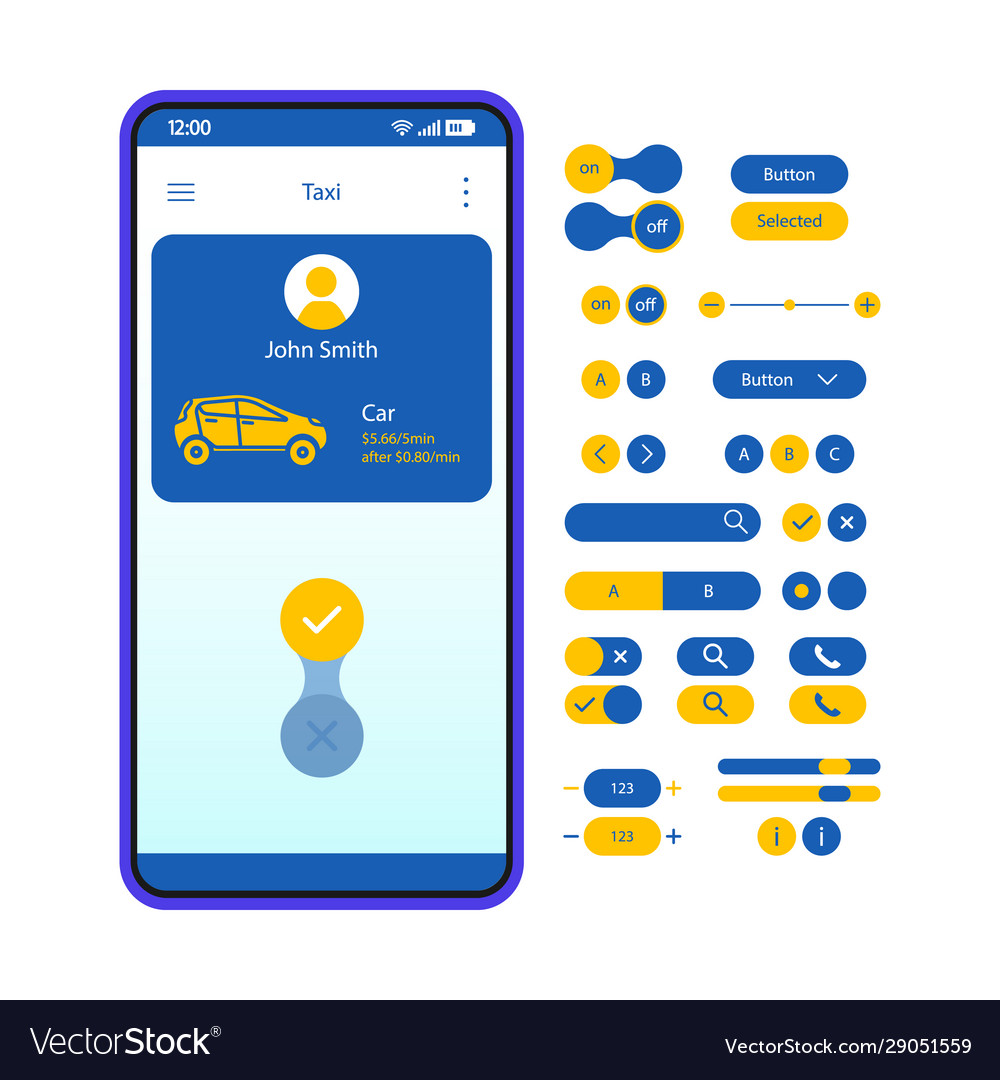 12:00
Taxi
John Smith
Car
$5.66/5min
after $0.80/min
on
off
Button
Selected
on off
A B
Button
A B C
A B
123
123
i i
VectorStock®
VectorStock.com/29051559